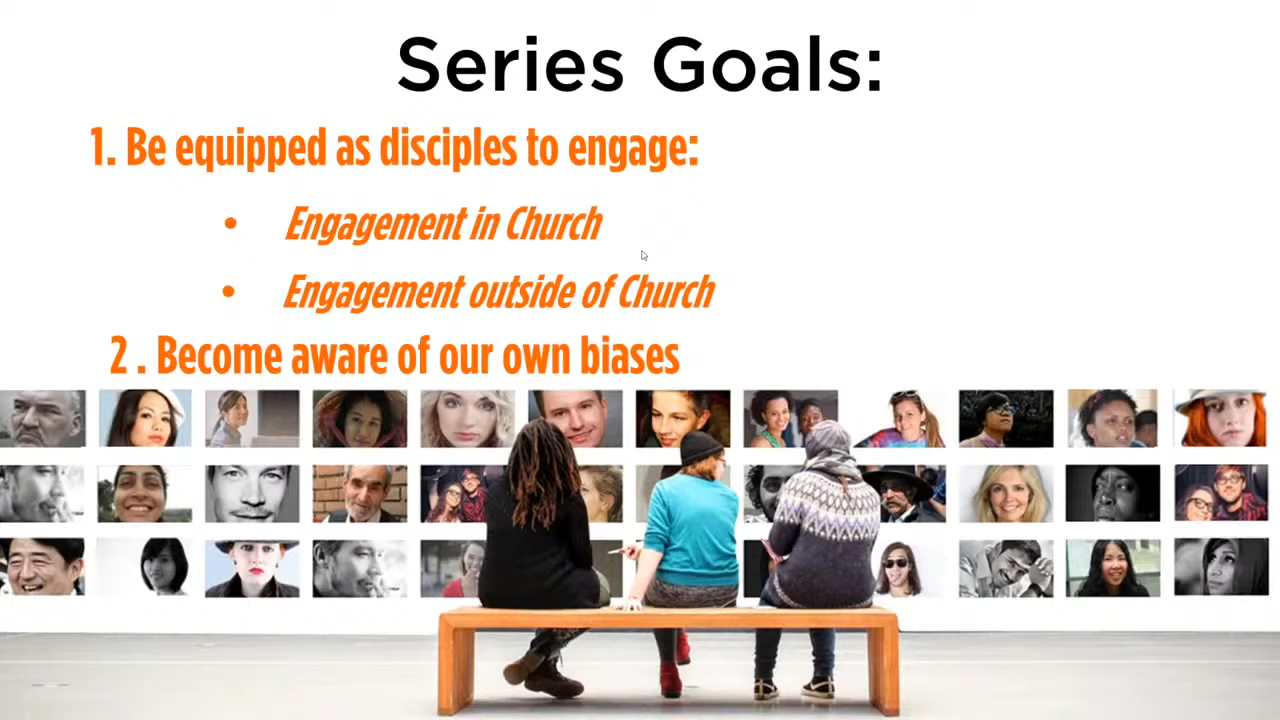 Series Goals:
1. Be equipped as disciples to engage:
• Engagement in Church
• Engagement outside of Church
2 . Become aware of our own biases